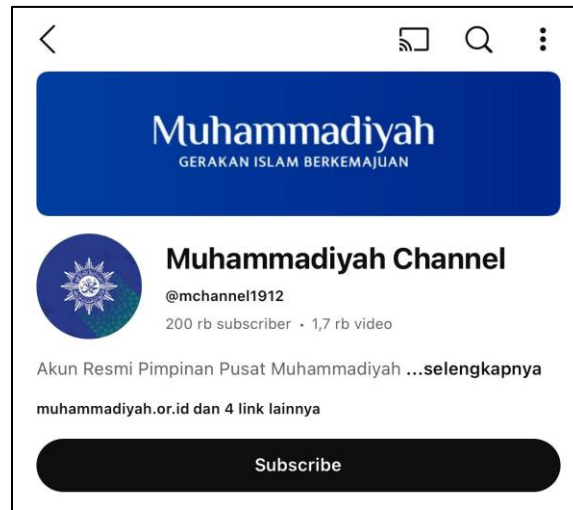 Muhammadiyah
GERAKAN ISLAM BERKEMAJUAN
Muhammadiyah Channel
@mchannel1912
200 rb subscriber • 1,7 rb video
Akun Resmi Pimpinan Pusat Muhammadiyah ...selengkapnya
muhammadiyah.or.id dan 4 link lainnya
Subscribe